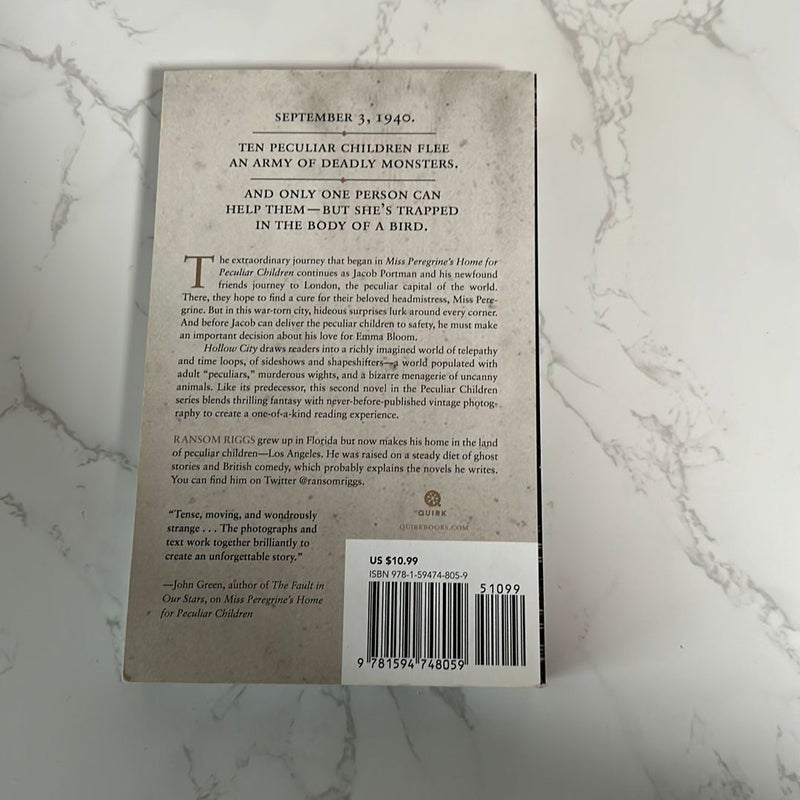 SEPTEMBER 3, 1940.
TEN PECULIAR CHILDREN FLEE
AN ARMY OF DEADLY MONSTERS.
AND ONLY ONE PERSON CAN
HELP THEM—BUT SHE'S TRAPPED
IN THE BODY OF A BIRD.
The extraordinary journey that began in Miss Peregrine's Home for
Peculiar Children continues as Jacob Portman and his newfound
friends journey to London, the peculiar capital of the world.
There, they hope to find a cure for their beloved headmistress, Miss Pere-
grine. But in this war-torn city, hideous surprises lurk around every corner.
And before Jacob can deliver the peculiar children to safety, he must make
an important decision about his love for Emma Bloom.
Hollow City draws readers into a richly imagined world of telepathy
and time loops, of sideshows and shapeshifters—a world populated with
adult “peculiars,” murderous wights, and a bizarre menagerie of uncanny
animals. Like its predecessor, this second novel in the Peculiar Children
series blends thrilling fantasy with never-before-published vintage photog-
raphy to create a one-of-a-kind reading experience.
RANSOM RIGGS grew up in Florida but now makes his home in the land
of peculiar children—Los Angeles. He was raised on a steady diet of ghost
stories and British comedy, which probably explains the novels he writes.
You can find him on Twitter @ransomriggs.
“Tense, moving, and wondrously
strange . . . The photographs and
text work together brilliantly to
create an unforgettable story.”
—John Green, author of The Fault in
Our Stars, on Miss Peregrine's Home
for Peculiar Children
QUIRK
QUIRKBOOKS.COM
US $10.99
ISBN 978-1-59474-805-9
51099
9 781594 748059